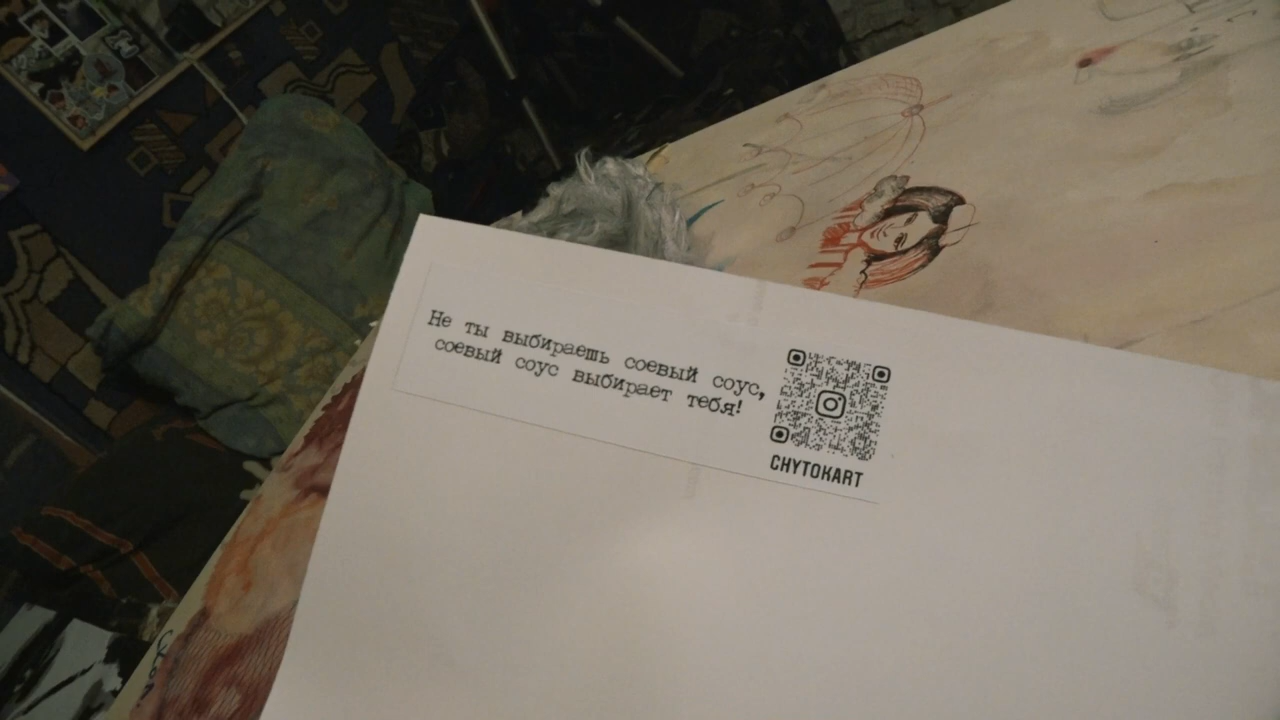 Не ты выбираешь соевый соус,
соевый соус выбирает тебя!
CHYTOKART